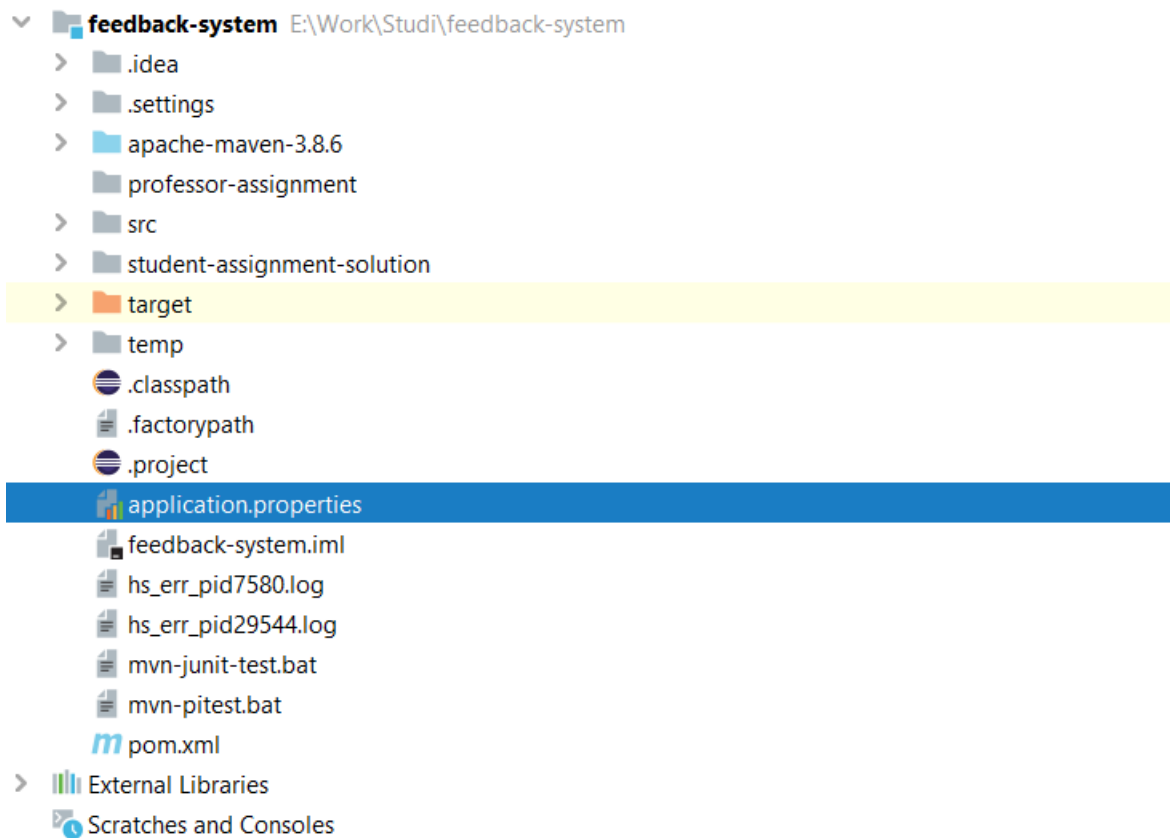 feedback-system E:\Work\Studi\feedback-system
.idea
.settings
apache-maven-3.8.6
professor-assignment
src
student-assignment-solution
target
temp
.classpath
.factorypath
.project
application.properties
feedback-system.iml
hs_err_pid7580.log
hs_err_pid29544.log
mvn-junit-test.bat
mvn-pitest.bat
pom.xml
External Libraries
Scratches and Consoles